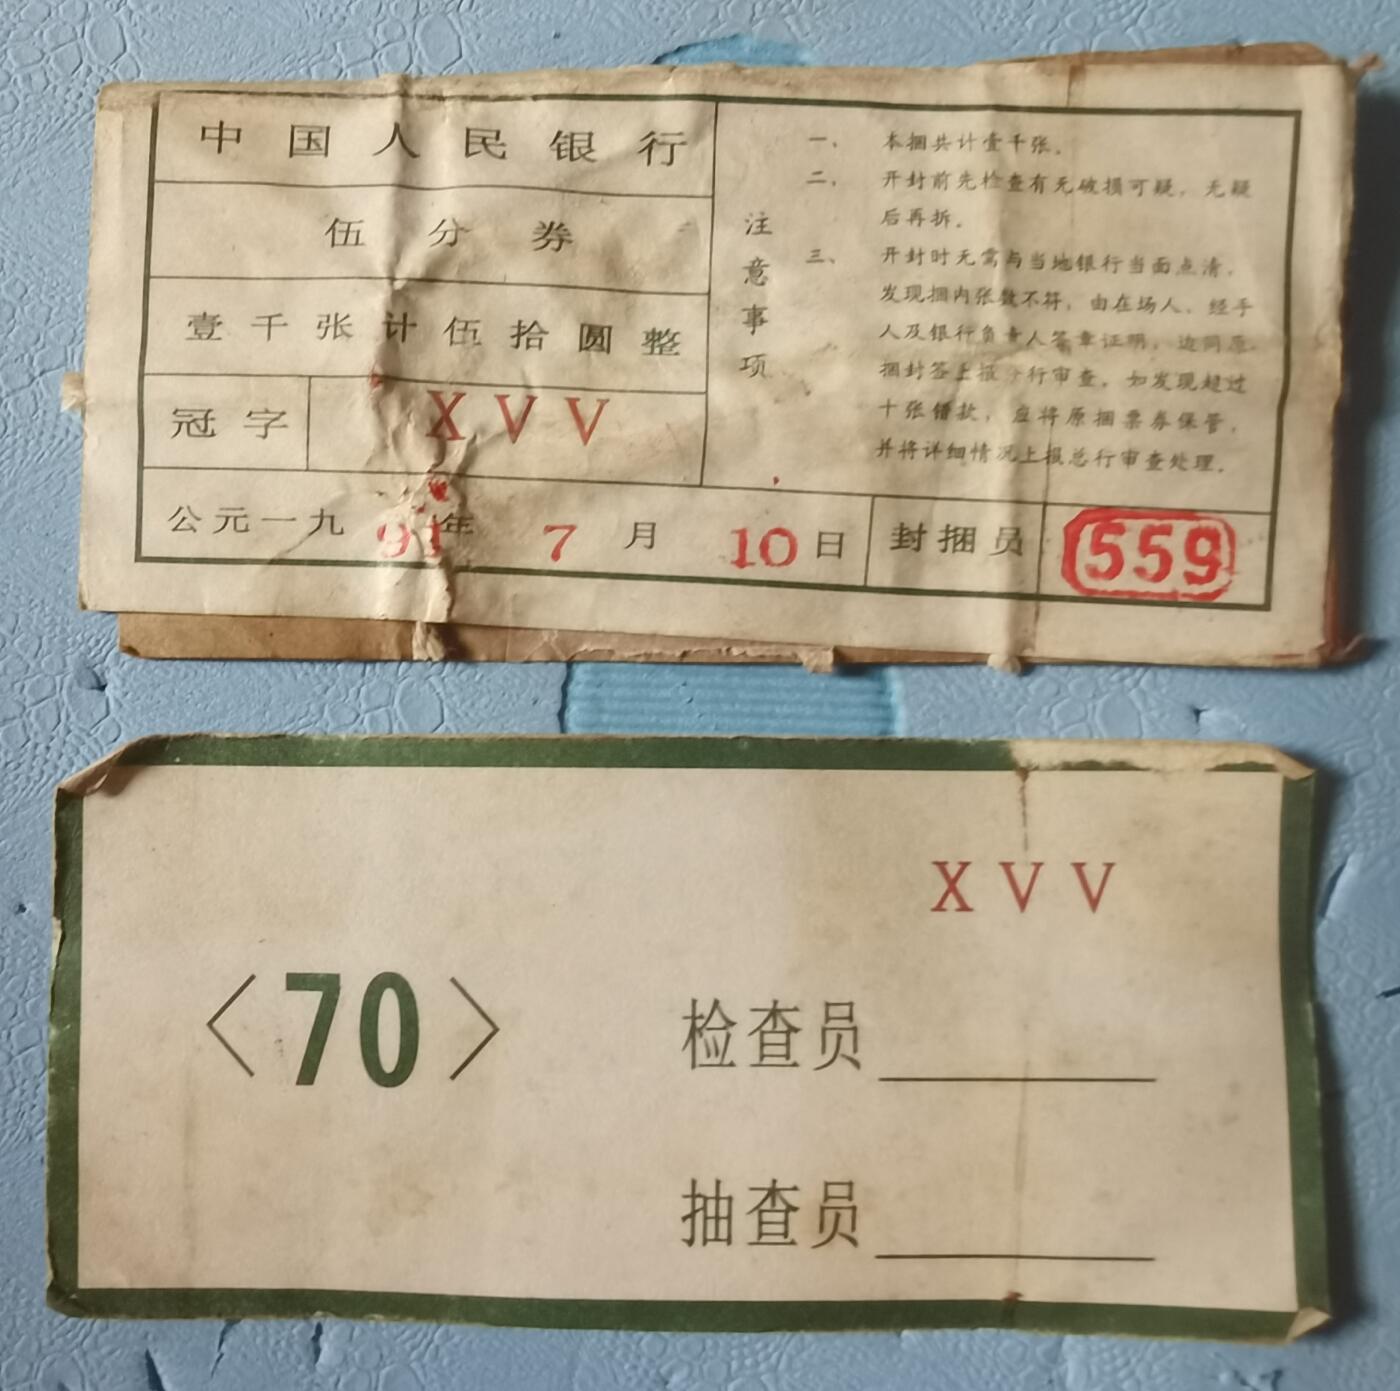 中国人民银行
伍分券
壹千张计伍拾圆整
冠字 XVV
公元一九91年7月10日 封捆员 559
注意事项
一、本捆共计壹千张。
二、开封前先检查有无破损可疑，无疑
后再拆。
三、开封时无需与当地银行当面点清，
发现捆内张数不符，由在场人、经手
人及银行负责人签章证明，连同原
捆封签上报分行审查，如发现超过
十张错款，应将原捆票券保管，
并将详细情况上报总行审查处理。
XVV
〈70〉
检查员
抽查员